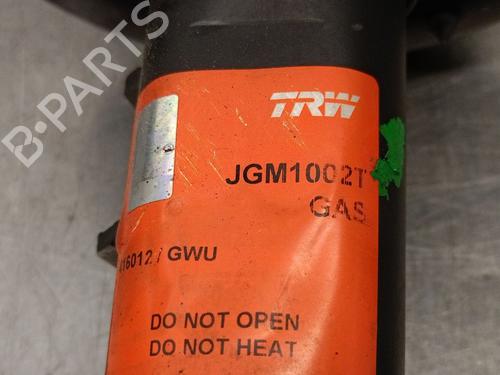 B-PARTS
TRW
JGM1002T
GAS
16012 / GWU
DO NOT OPEN
DO NOT HEAT